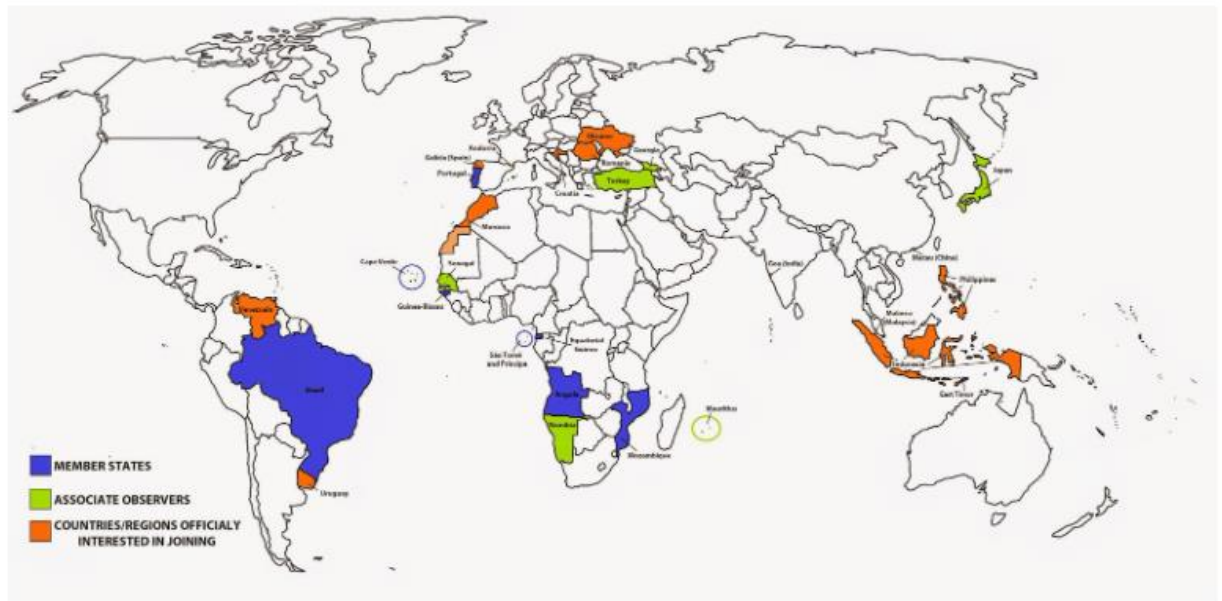 Ukraine
Andorra
Georgia
Galicia (Spain)
Romania
Portugal
Turkey
Japan
Croatia
Morocco
Cape Verde
Senegal
Goa (India)
Macau (China)
Philippines
Guinea-Bissau
Venezuela
Malacca
(Malaysia)
Equatorial
Guinea
São Tomé
and Principe
Indonesia
Brazil
Angola
East Timor
Mauritius
Namibia
Mozambique
MEMBER STATES
Uruguay
ASSOCIATE OBSERVERS
COUNTRIES/REGIONS OFFICIALY
INTERESTED IN JOINING